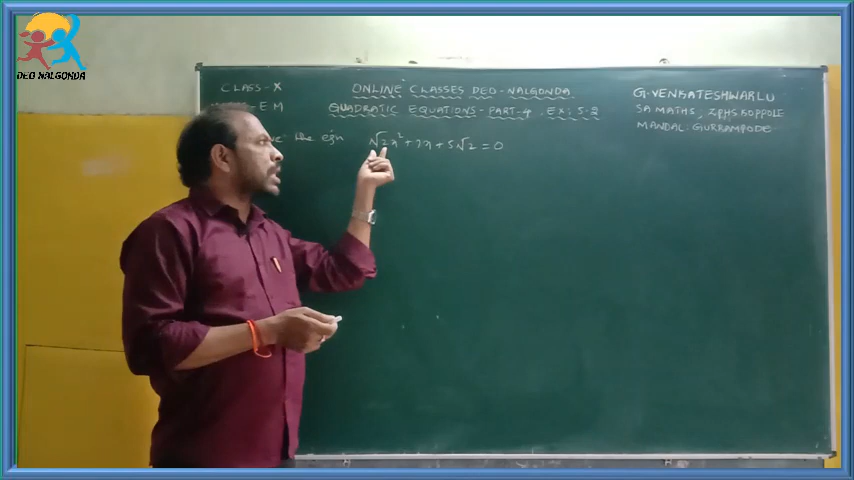 DEO NALGONDA
CLASS-X
ONLINE CLASSES DEO-NALGONDA
G.VENKATESHWARLU
E M
QUADRATIC EQUATIONS-PART-4, EX: 5.2
SA MATHS, ZPHS KOPPOLE
MANDAL: GURRAMPODE
the eqn √2x²+7x+5√2=0